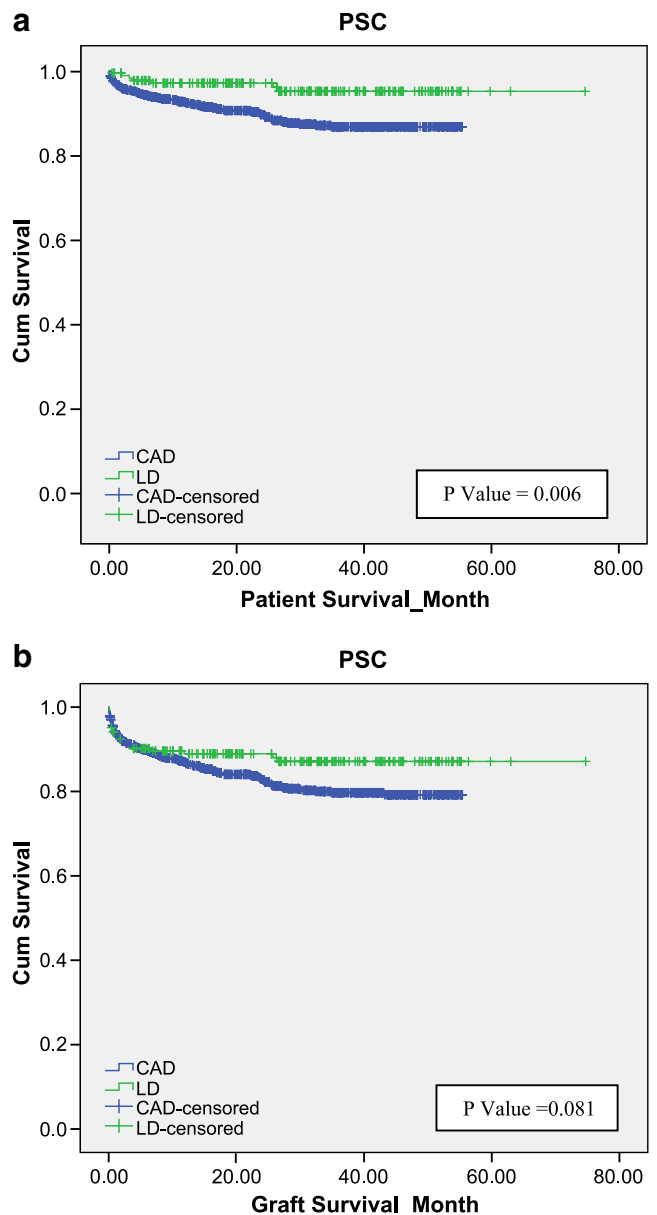 a
PSC
1.0
0.8
0.6
0.4
0.2
0.0
Cum Survival
CAD
LD
CAD-censored
LD-censored
P Value = 0.006
0.00 20.00 40.00 60.00 80.00
Patient Survival_Month
b
PSC
1.0
0.8
0.6
0.4
0.2
0.0
Cum Survival
CAD
LD
CAD-censored
LD-censored
P Value =0.081
0.00 20.00 40.00 60.00 80.00
Graft Survival_Month